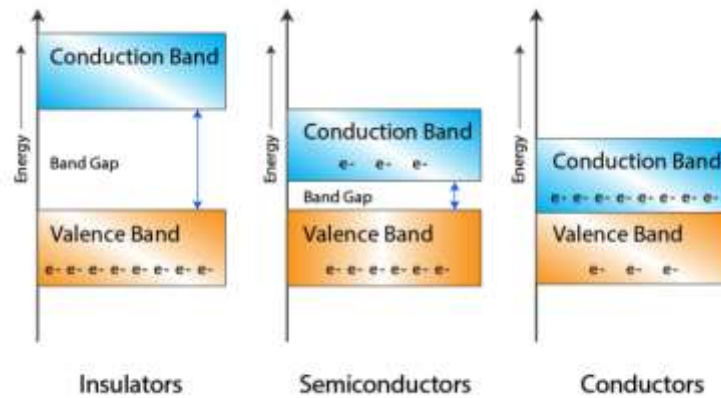 Energy
Conduction Band
Band Gap
Valence Band
e- e- e- e- e- e- e- e-
Insulators
Energy
Conduction Band
e- e- e-
Band Gap
Valence Band
e- e- e- e- e- e-
Semiconductors
Energy
Conduction Band
e- e- e- e- e- e- e- e-
Valence Band
e- e- e-
Conductors